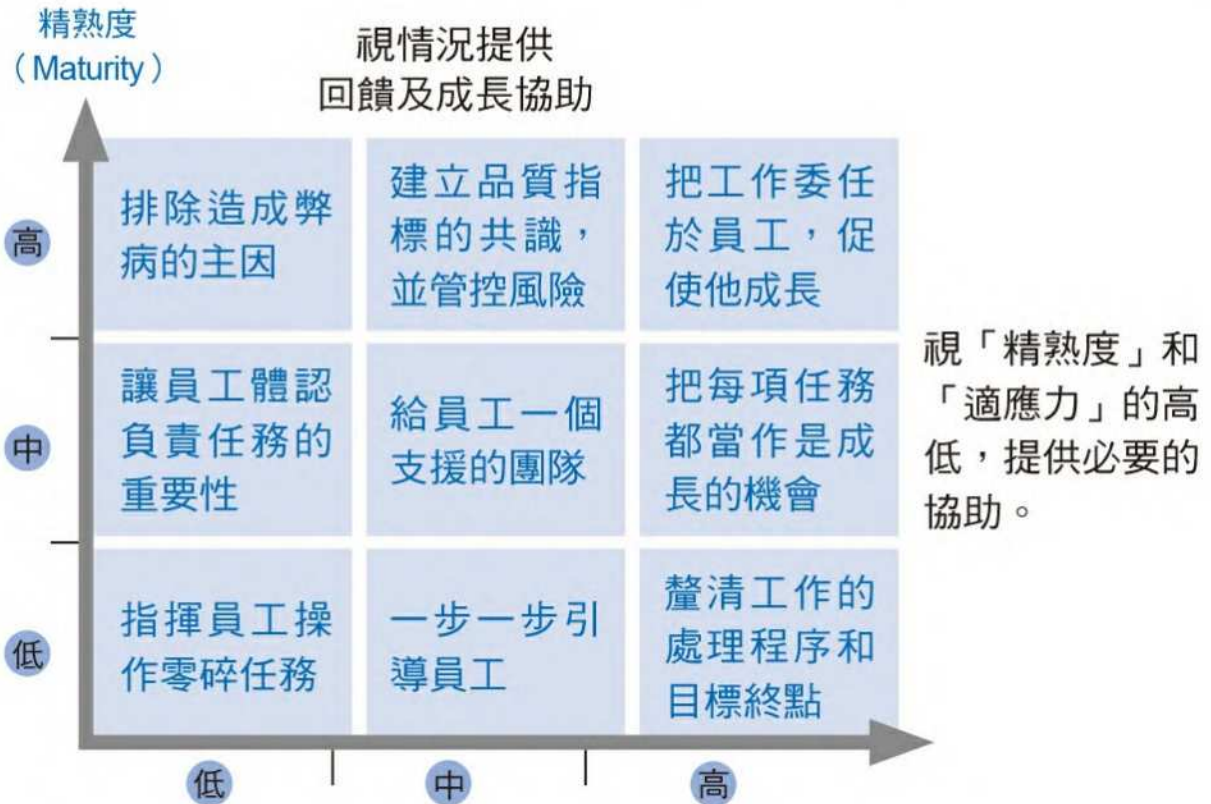 精熟度
（Maturity）
視情況提供
回饋及成長協助
高
排除造成弊
病的主因
建立品質指
標的共識，
並管控風險
把工作委任
於員工，促
使他成長
中
讓員工體認
負責任務的
重要性
給員工一個
支援的團隊
把每項任務
都當作是成
長的機會
視「精熟度」和
「適應力」的高
低，提供必要的
協助。
低
指揮員工操
作零碎任務
一步一步引
導員工
釐清工作的
處理程序和
目標終點
低
中
高